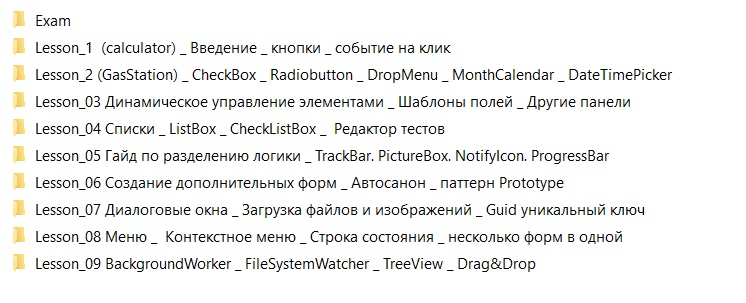 Exam
Lesson_1 (calculator) _ Введение _ кнопки _ событие на клик
Lesson_2 (GasStation) _ CheckBox _ Radiobutton _ DropMenu _ MonthCalendar _ DateTimePicker
Lesson_03 Динамическое управление элементами _ Шаблоны полей _ Другие панели
Lesson_04 Списки _ ListBox _ CheckListBox _ Редактор тестов
Lesson_05 Гайд по разделению логики _ TrackBar. PictureBox. NotifyIcon. ProgressBar
Lesson_06 Создание дополнительных форм _ Автосанон _ паттерн Prototype
Lesson_07 Диалоговые окна _ Загрузка файлов и изображений _ Guid уникальный ключ
Lesson_08 Меню _ Контекстное меню _ Строка состояния _ несколько форм в одной
Lesson_09 BackgroundWorker _ FileSystemWatcher _ TreeView _ Drag&Drop